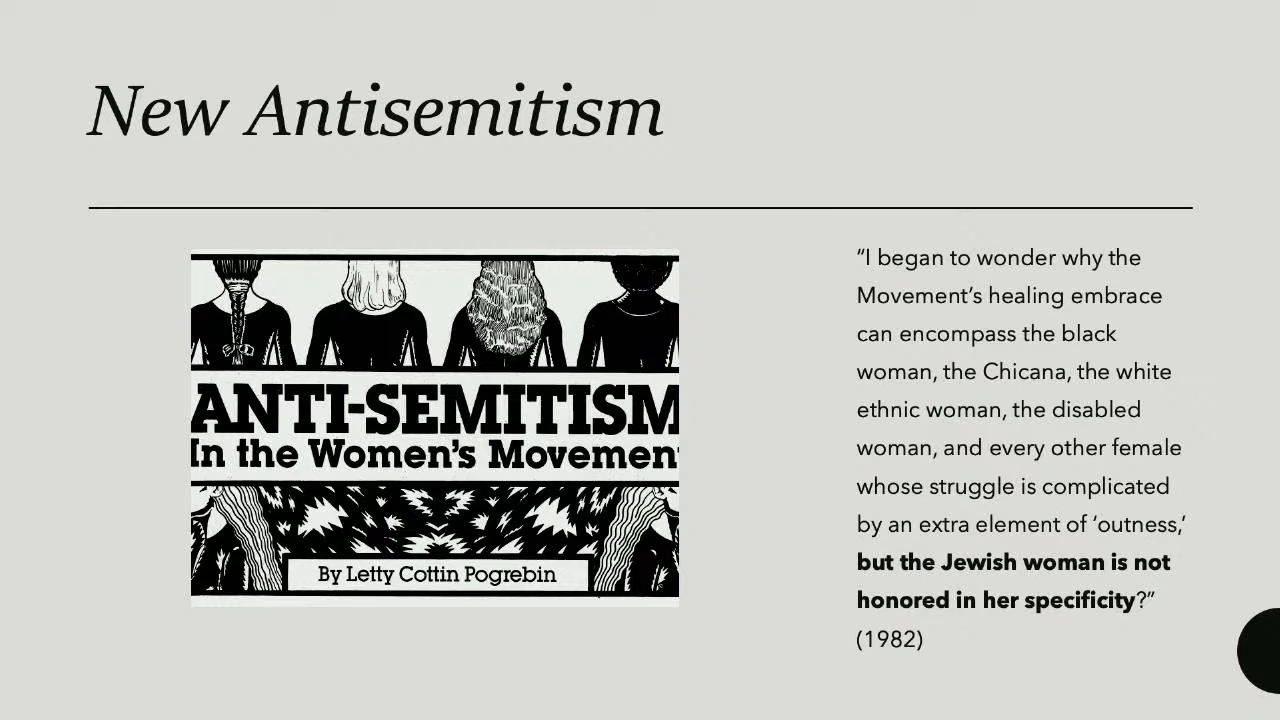 New Antisemitism
ANTI-SEMITISM
In the Women's Movement
By Letty Cottin Pogrebin
“I began to wonder why the
Movement’s healing embrace
can encompass the black
woman, the Chicana, the white
ethnic woman, the disabled
woman, and every other female
whose struggle is complicated
by an extra element of ‘outness,’
but the Jewish woman is not
honored in her specificity?”
(1982)